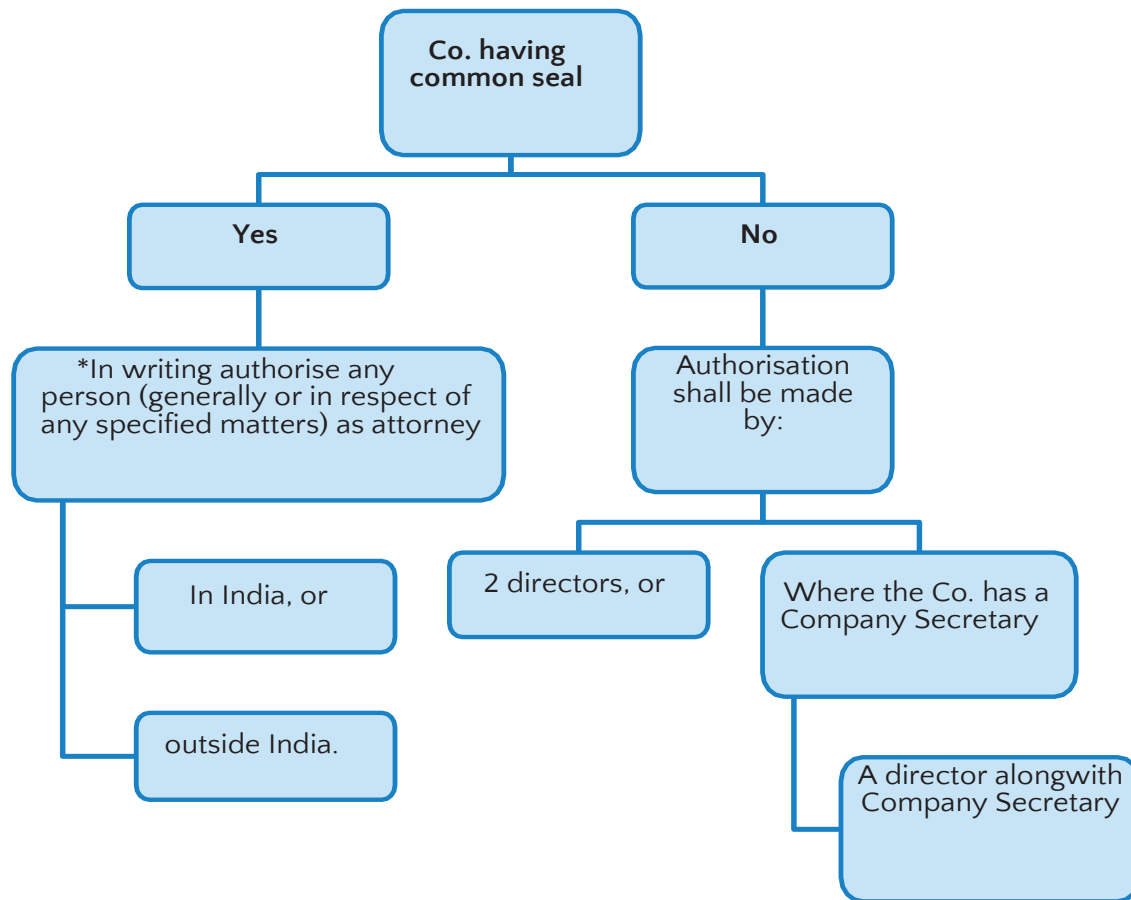 Co. having
common seal
Yes
No
*In writing authorise any
person (generally or in respect of
any specified matters) as attorney
Authorisation
shall be made
by:
In India, or
outside India.
2 directors, or
Where the Co. has a
Company Secretary
A director alongwith
Company Secretary